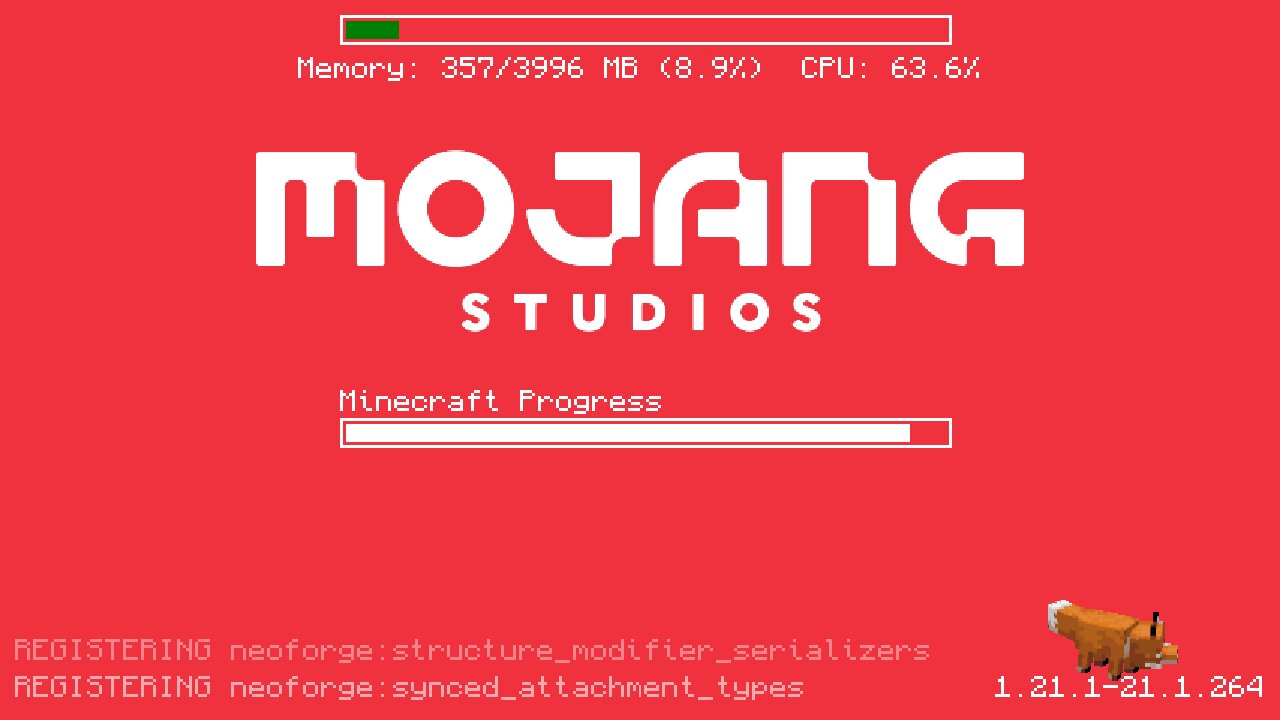 Memory: 357/3996 MB (8.9%)  CPU: 63.6%
MOJANG
STUDIOS
Minecraft Progress
REGISTERING neoforge:structure_modifier_serializers
REGISTERING neoforge:synced_attachment_types
1.21.1-21.1.264